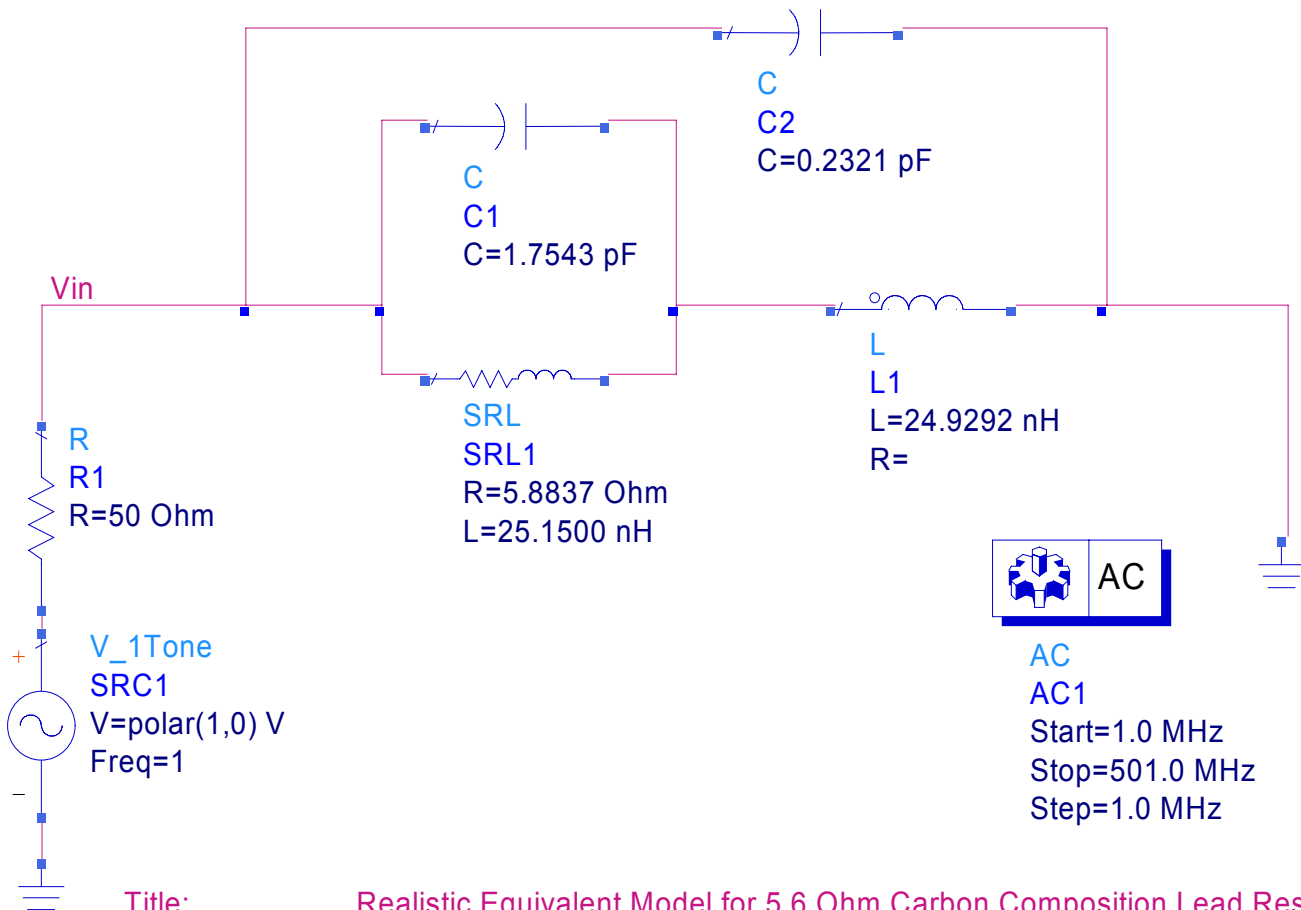 C
C2
C=0.2321 pF
C
C1
C=1.7543 pF
Vin
L
L1
L=24.9292 nH
R=
SRL
SRL1
R=5.8837 Ohm
L=25.1500 nH
R
R1
R=50 Ohm
AC
+
V_1Tone
SRC1
V=polar(1,0) V
Freq=1
–
AC
AC1
Start=1.0 MHz
Stop=501.0 MHz
Step=1.0 MHz
Title: Realistic Equivalent Model for 5.6 Ohm Carbon Composition Lead Res